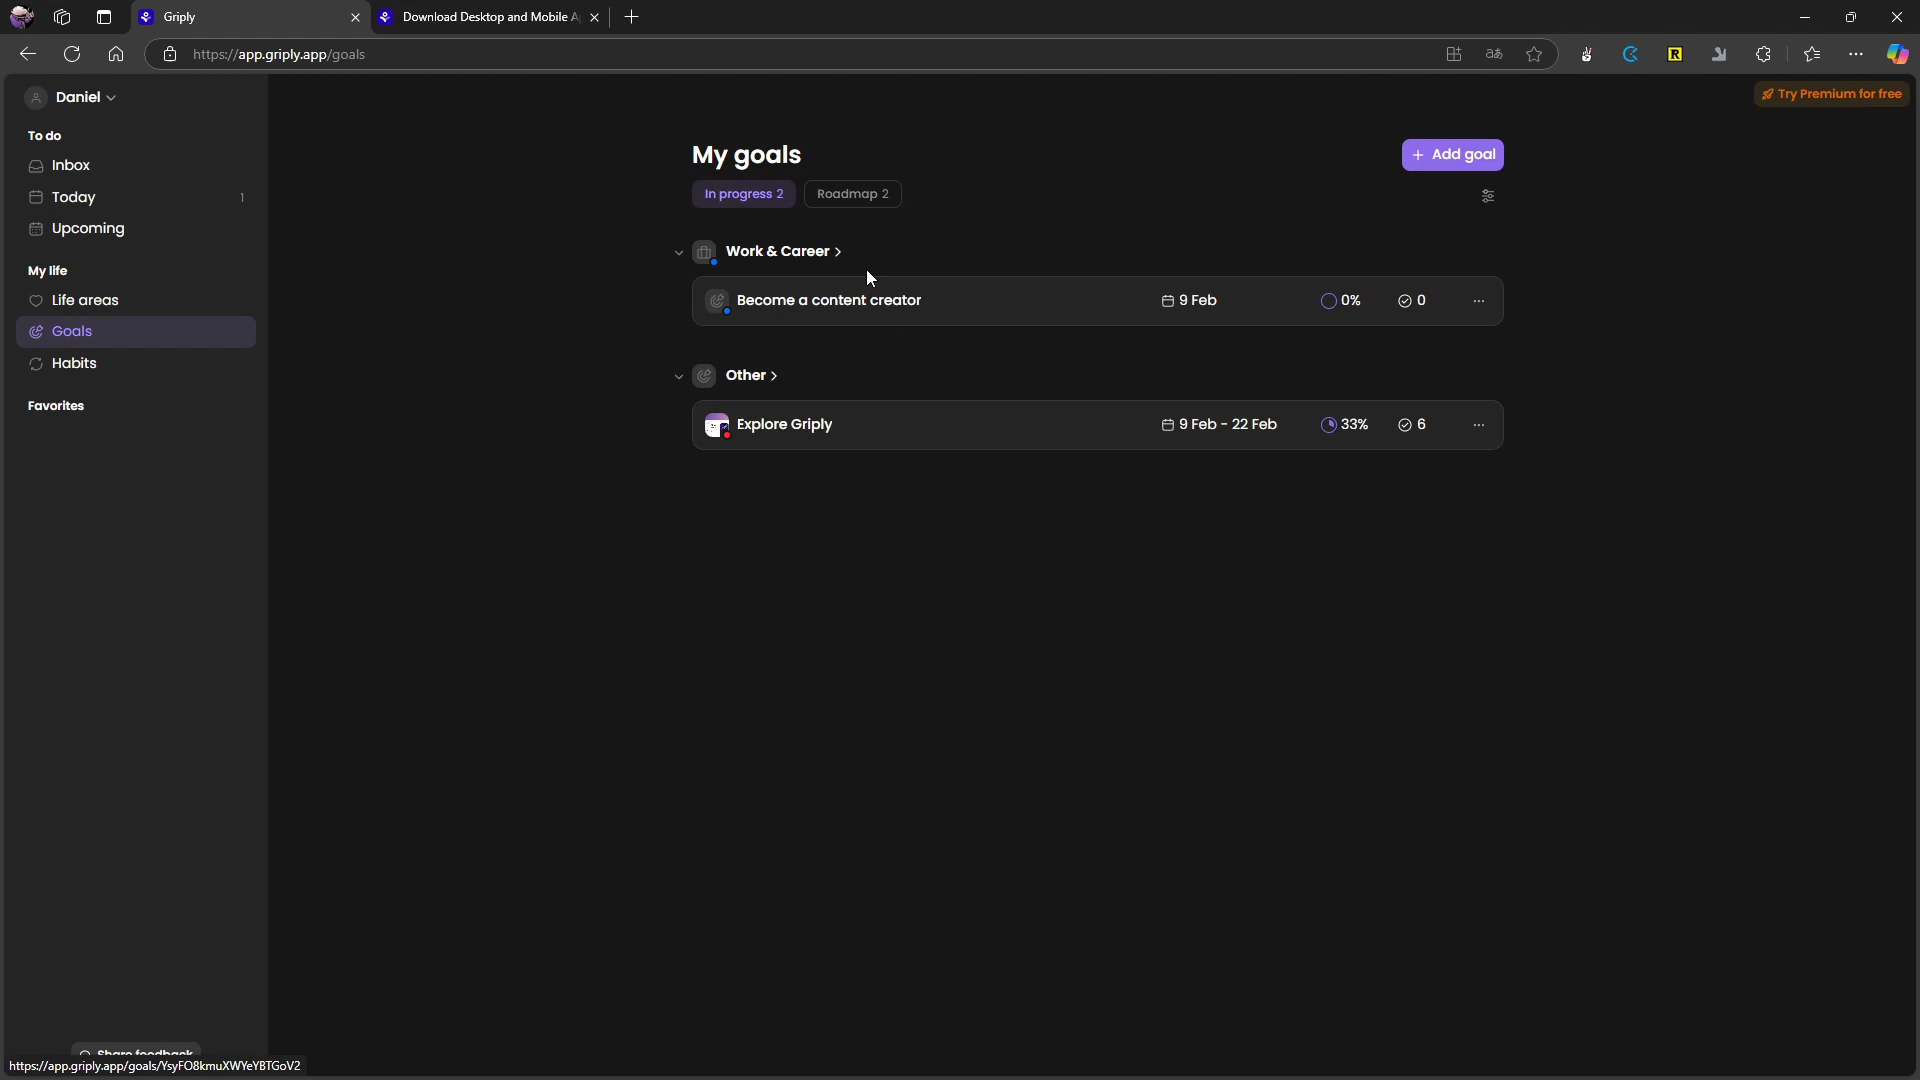 Griply
Download Desktop and Mobile A
https://app.griply.app/goals
Daniel
Try Premium for free
To do
Inbox
Today 1
Upcoming
My life
Life areas
Goals
Habits
Favorites
My goals
+ Add goal
In progress 2
Roadmap 2
Work & Career >
Become a content creator 9 Feb 0% 0 ...
Other >
Explore Griply 9 Feb - 22 Feb 33% 6 ...
Share feedback
https://app.griply.app/goals/YsyFO8kmuXWYeYBTGoV2